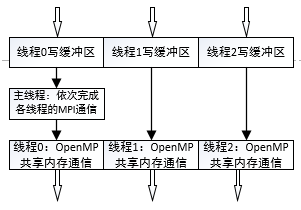 线程0写缓冲区 线程1写缓冲区 线程2写缓冲区
主线程：依次完成
各线程的MPI通信
线程0：OpenMP
共享内存通信
线程1：OpenMP
共享内存通信
线程2：OpenMP
共享内存通信